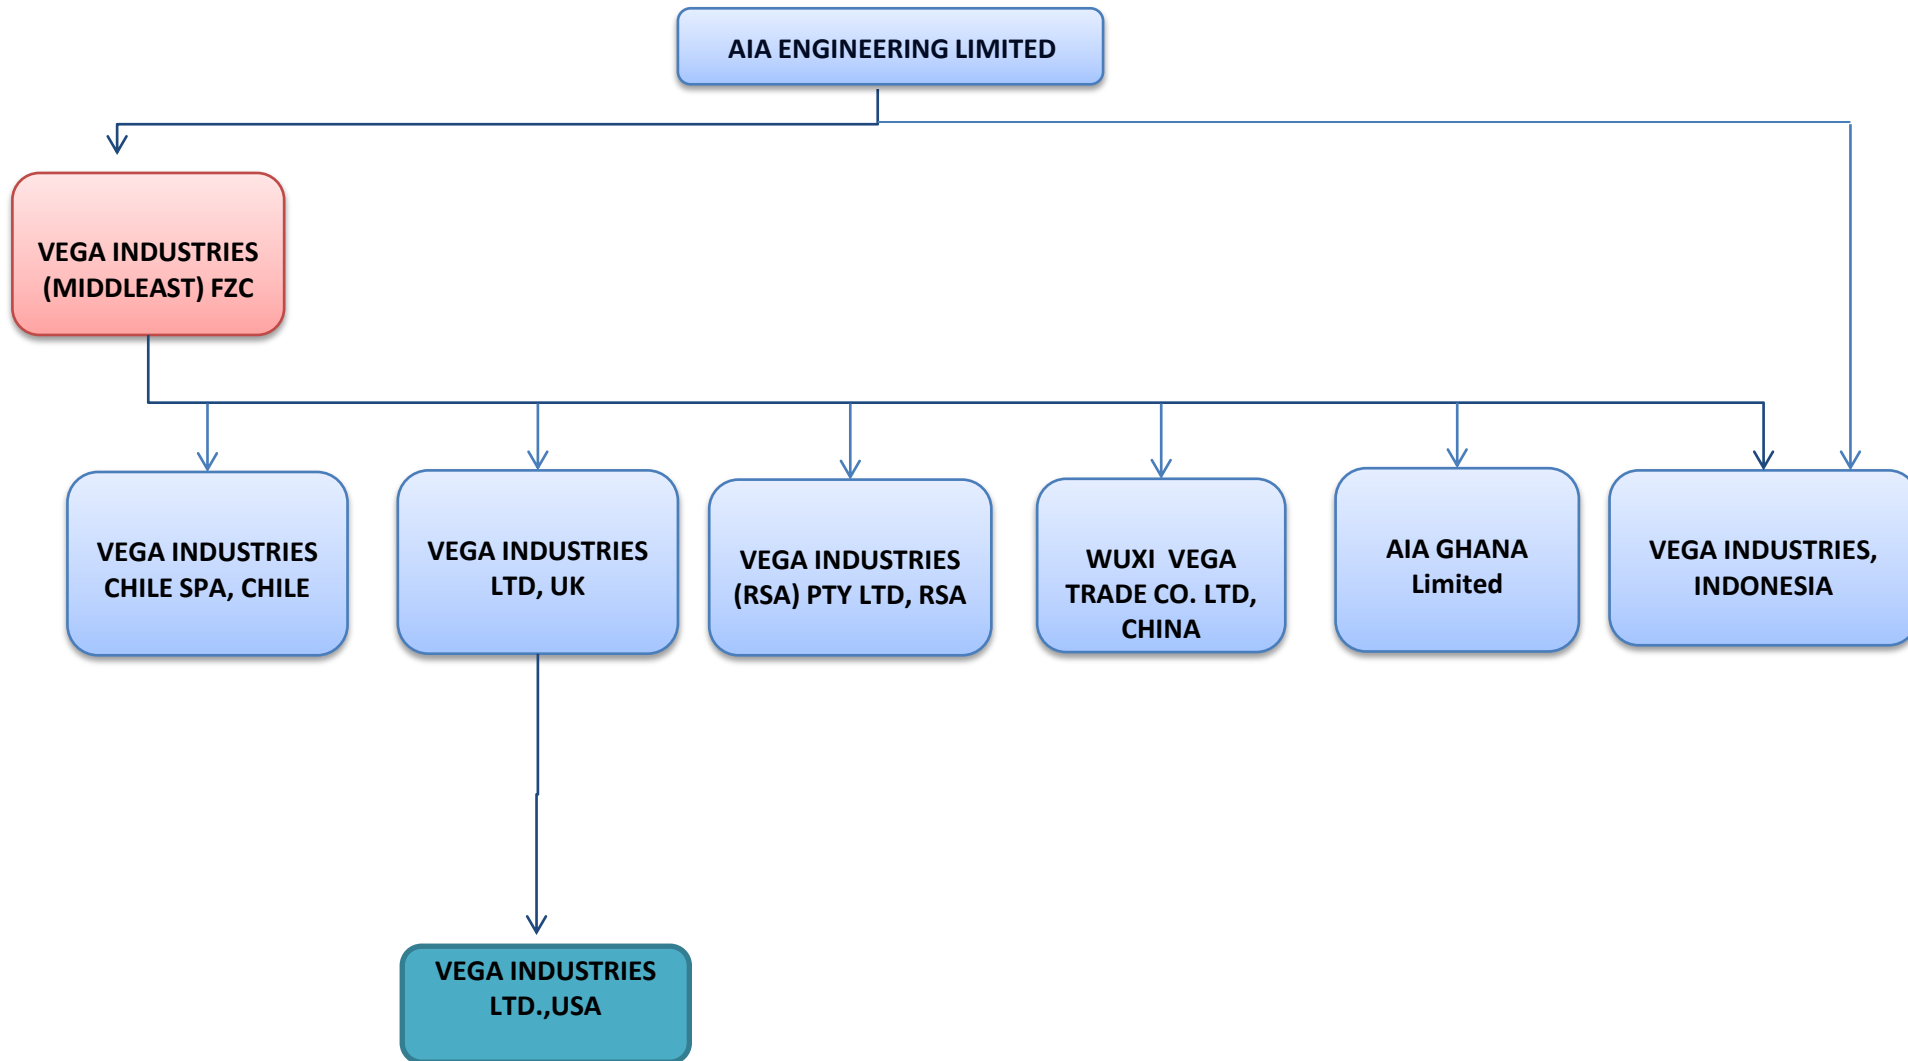 AIA ENGINEERING LIMITED
VEGA INDUSTRIES
(MIDDLEAST) FZC
VEGA INDUSTRIES
CHILE SPA, CHILE
VEGA INDUSTRIES
LTD, UK
VEGA INDUSTRIES
(RSA) PTY LTD, RSA
WUXI  VEGA
TRADE CO. LTD,
CHINA
AIA GHANA
Limited
VEGA INDUSTRIES,
INDONESIA
VEGA INDUSTRIES
LTD.,USA